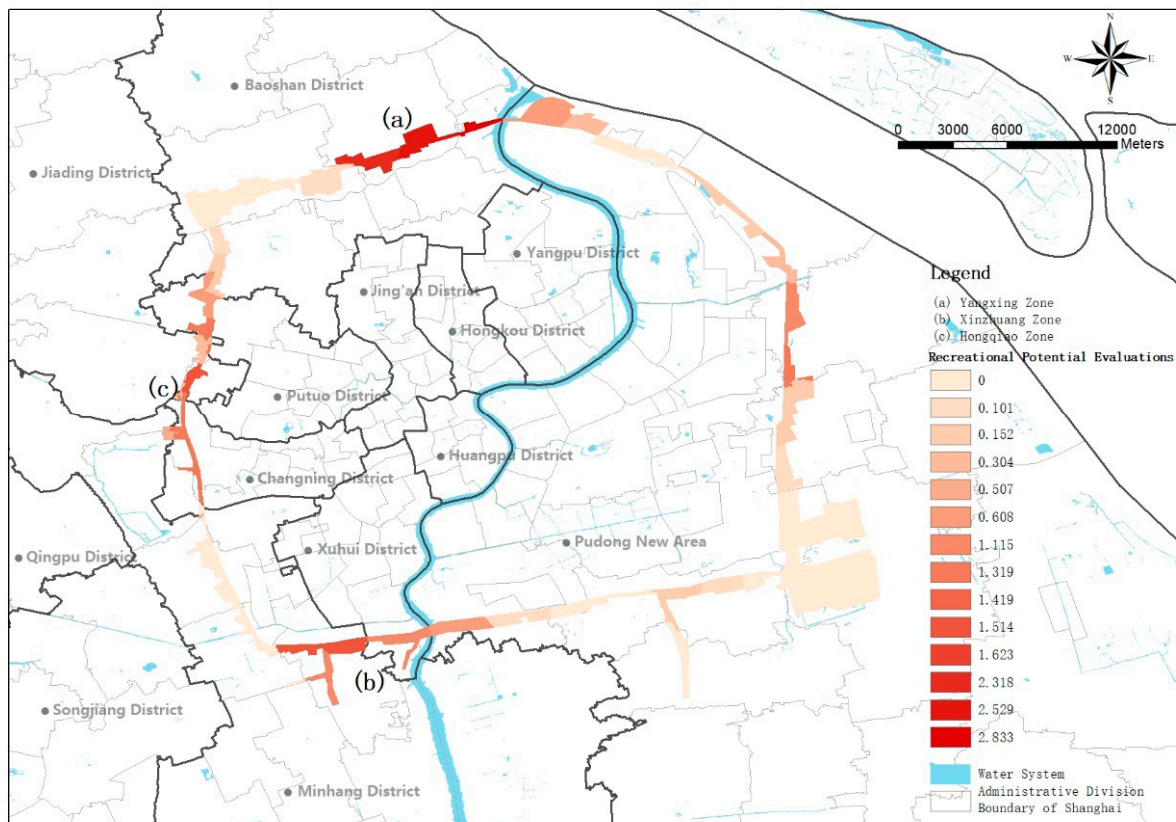 N
W E
S
0 3000 6000 12000
Meters
Baoshan District
(a)
Jiading District
Yangpu District
Jing'an District
Hongkou District
(c)
Putuo District
Huangpu District
Changning District
Xuhui District
Pudong New Area
Qingpu District
(b)
Songjiang District
Minhang District
Legend
(a) Yangxing Zone
(b) Xinzhuang Zone
(c) Hongqiao Zone
Recreational Potential Evaluations
0
0.101
0.152
0.304
0.507
0.608
1.115
1.319
1.419
1.514
1.623
2.318
2.529
2.833
Water System
Administrative Division
Boundary of Shanghai